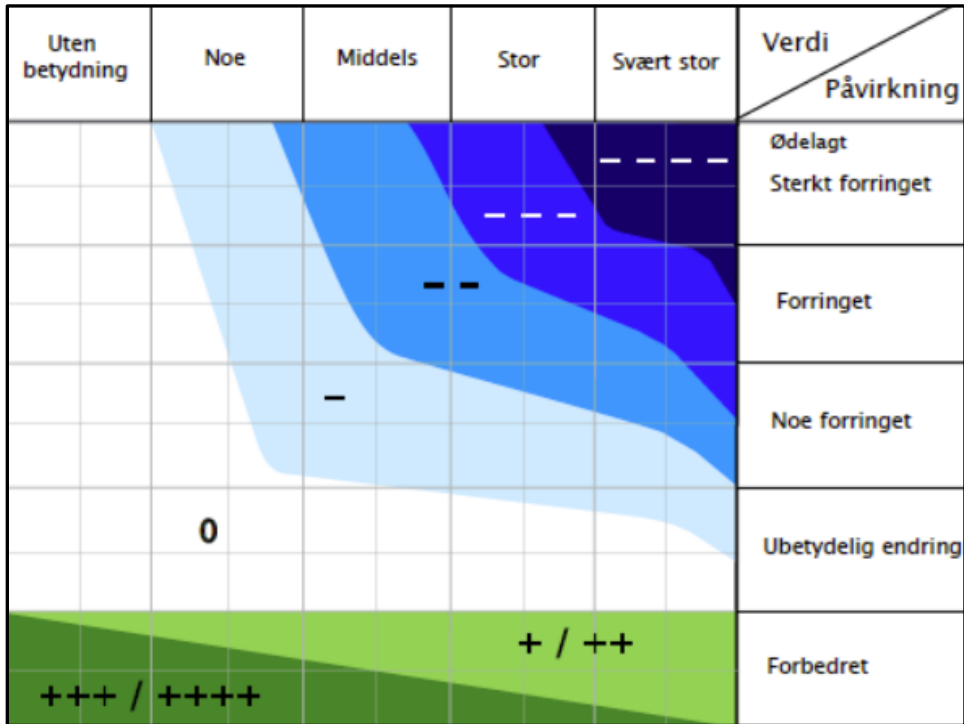 Uten
betydning
Noe
Middels
Stor
Svært stor
Verdi
Påvirkning
Ødelagt
Sterkt forringet
Forringet
Noe forringet
Ubetydelig endring
Forbedret
– – – –
– – –
– –
–
0
+ / ++
+++ / ++++